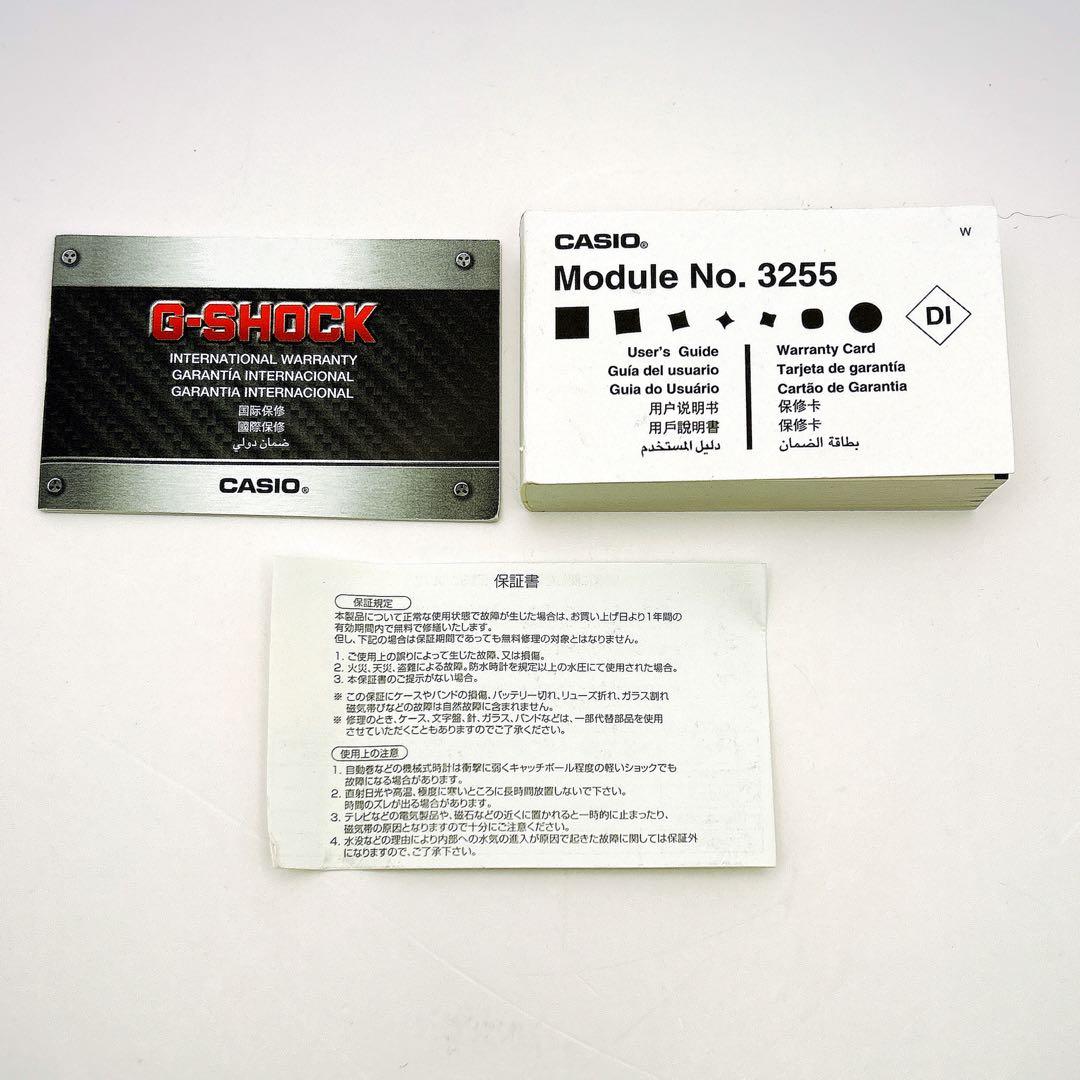 G-SHOCK
INTERNATIONAL WARRANTY
GARANTÍA INTERNACIONAL
GARANTIA INTERNACIONAL
国际保修
國際保修
ضمان دولي
CASIO®
CASIO®
W
Module No. 3255
DI
User's Guide
Guía del usuario
Guia do Usuário
用户说明书
用戶說明書
دليل المستخدم
Warranty Card
Tarjeta de garantía
Cartão de Garantia
保修卡
保修卡
بطاقة الضمان
保証書
保証規定
本製品について正常な使用状態で故障が生じた場合は、お買い上げ日より1年間の
有効期間内で無料で修繕いたします。
但し、下記の場合は保証期間であっても無料修理の対象とはなりません。
1. ご使用上の誤りによって生じた故障、又は損傷。
2. 火災、天災、盗難による故障。防水時計を規定以上の水圧にて使用された場合。
3. 本保証書のご提示がない場合。
※ この保証にケースやバンドの損傷、バッテリー切れ、リューズ折れ、ガラス割れ
磁気帯びなどの故障は自然故障に含まれません。
※ 修理のとき、ケース、文字盤、針、ガラス、バンドなどは、一部代替部品を使用
させていただくこともありますのでご了承ください。
使用上の注意
1. 自動巻などの機械式時計は衝撃に弱くキャッチボール程度の軽いショックでも
故障になる場合があります。
2. 直射日光や高温、極度に寒いところに長時間放置しないで下さい。
時間のズレが出る場合があります。
3. テレビなどの電気製品や、磁石などの近くに置かれると一時的に止まったり、
磁気帯の原因となりますので十分にご注意ください。
4. 水没などの理由により内部への水気の進入が原因で起きた故障に関しては保証外
になりますので、ご了承下さい。